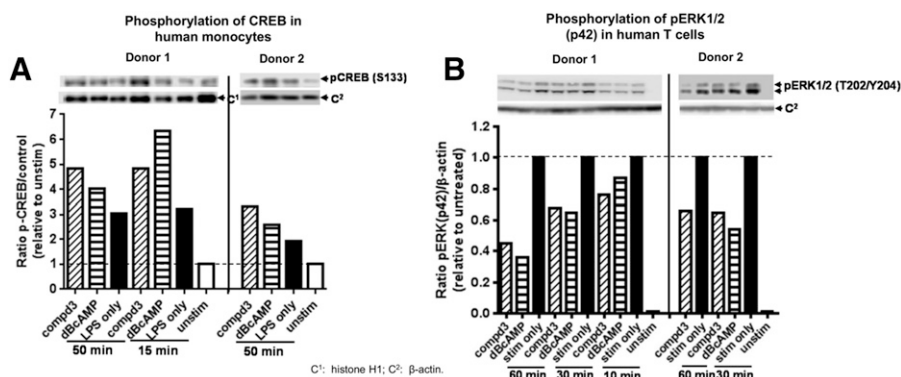 Phosphorylation of CREB in
human monocytes
Donor 1
Donor 2
A
pCREB (S133)
C¹
C²
7
6
5
4
3
2
1
0
Ratio p-CREB/control
(relative to unstim)
compd3
dBcAMP
LPS only
compd3
dBcAMP
LPS only
unstim
compd3
dBcAMP
LPS only
unstim
50 min
15 min
50 min
C¹: histone H1; C²: β-actin.
Phosphorylation of pERK1/2
(p42) in human T cells
Donor 1
Donor 2
B
pERK1/2 (T202/Y204)
C²
1.2
1.0
0.8
0.6
0.4
0.2
0.0
Ratio pERK(p42)/β-actin
(relative to untreated)
compd3
dBcAMP
stim only
compd3
dBcAMP
stim only
compd3
dBcAMP
stim only
unstim
compd3
stim only
compd3
dBcAMP
stim only
unstim
60 min
30 min
10 min
60 min
30 min